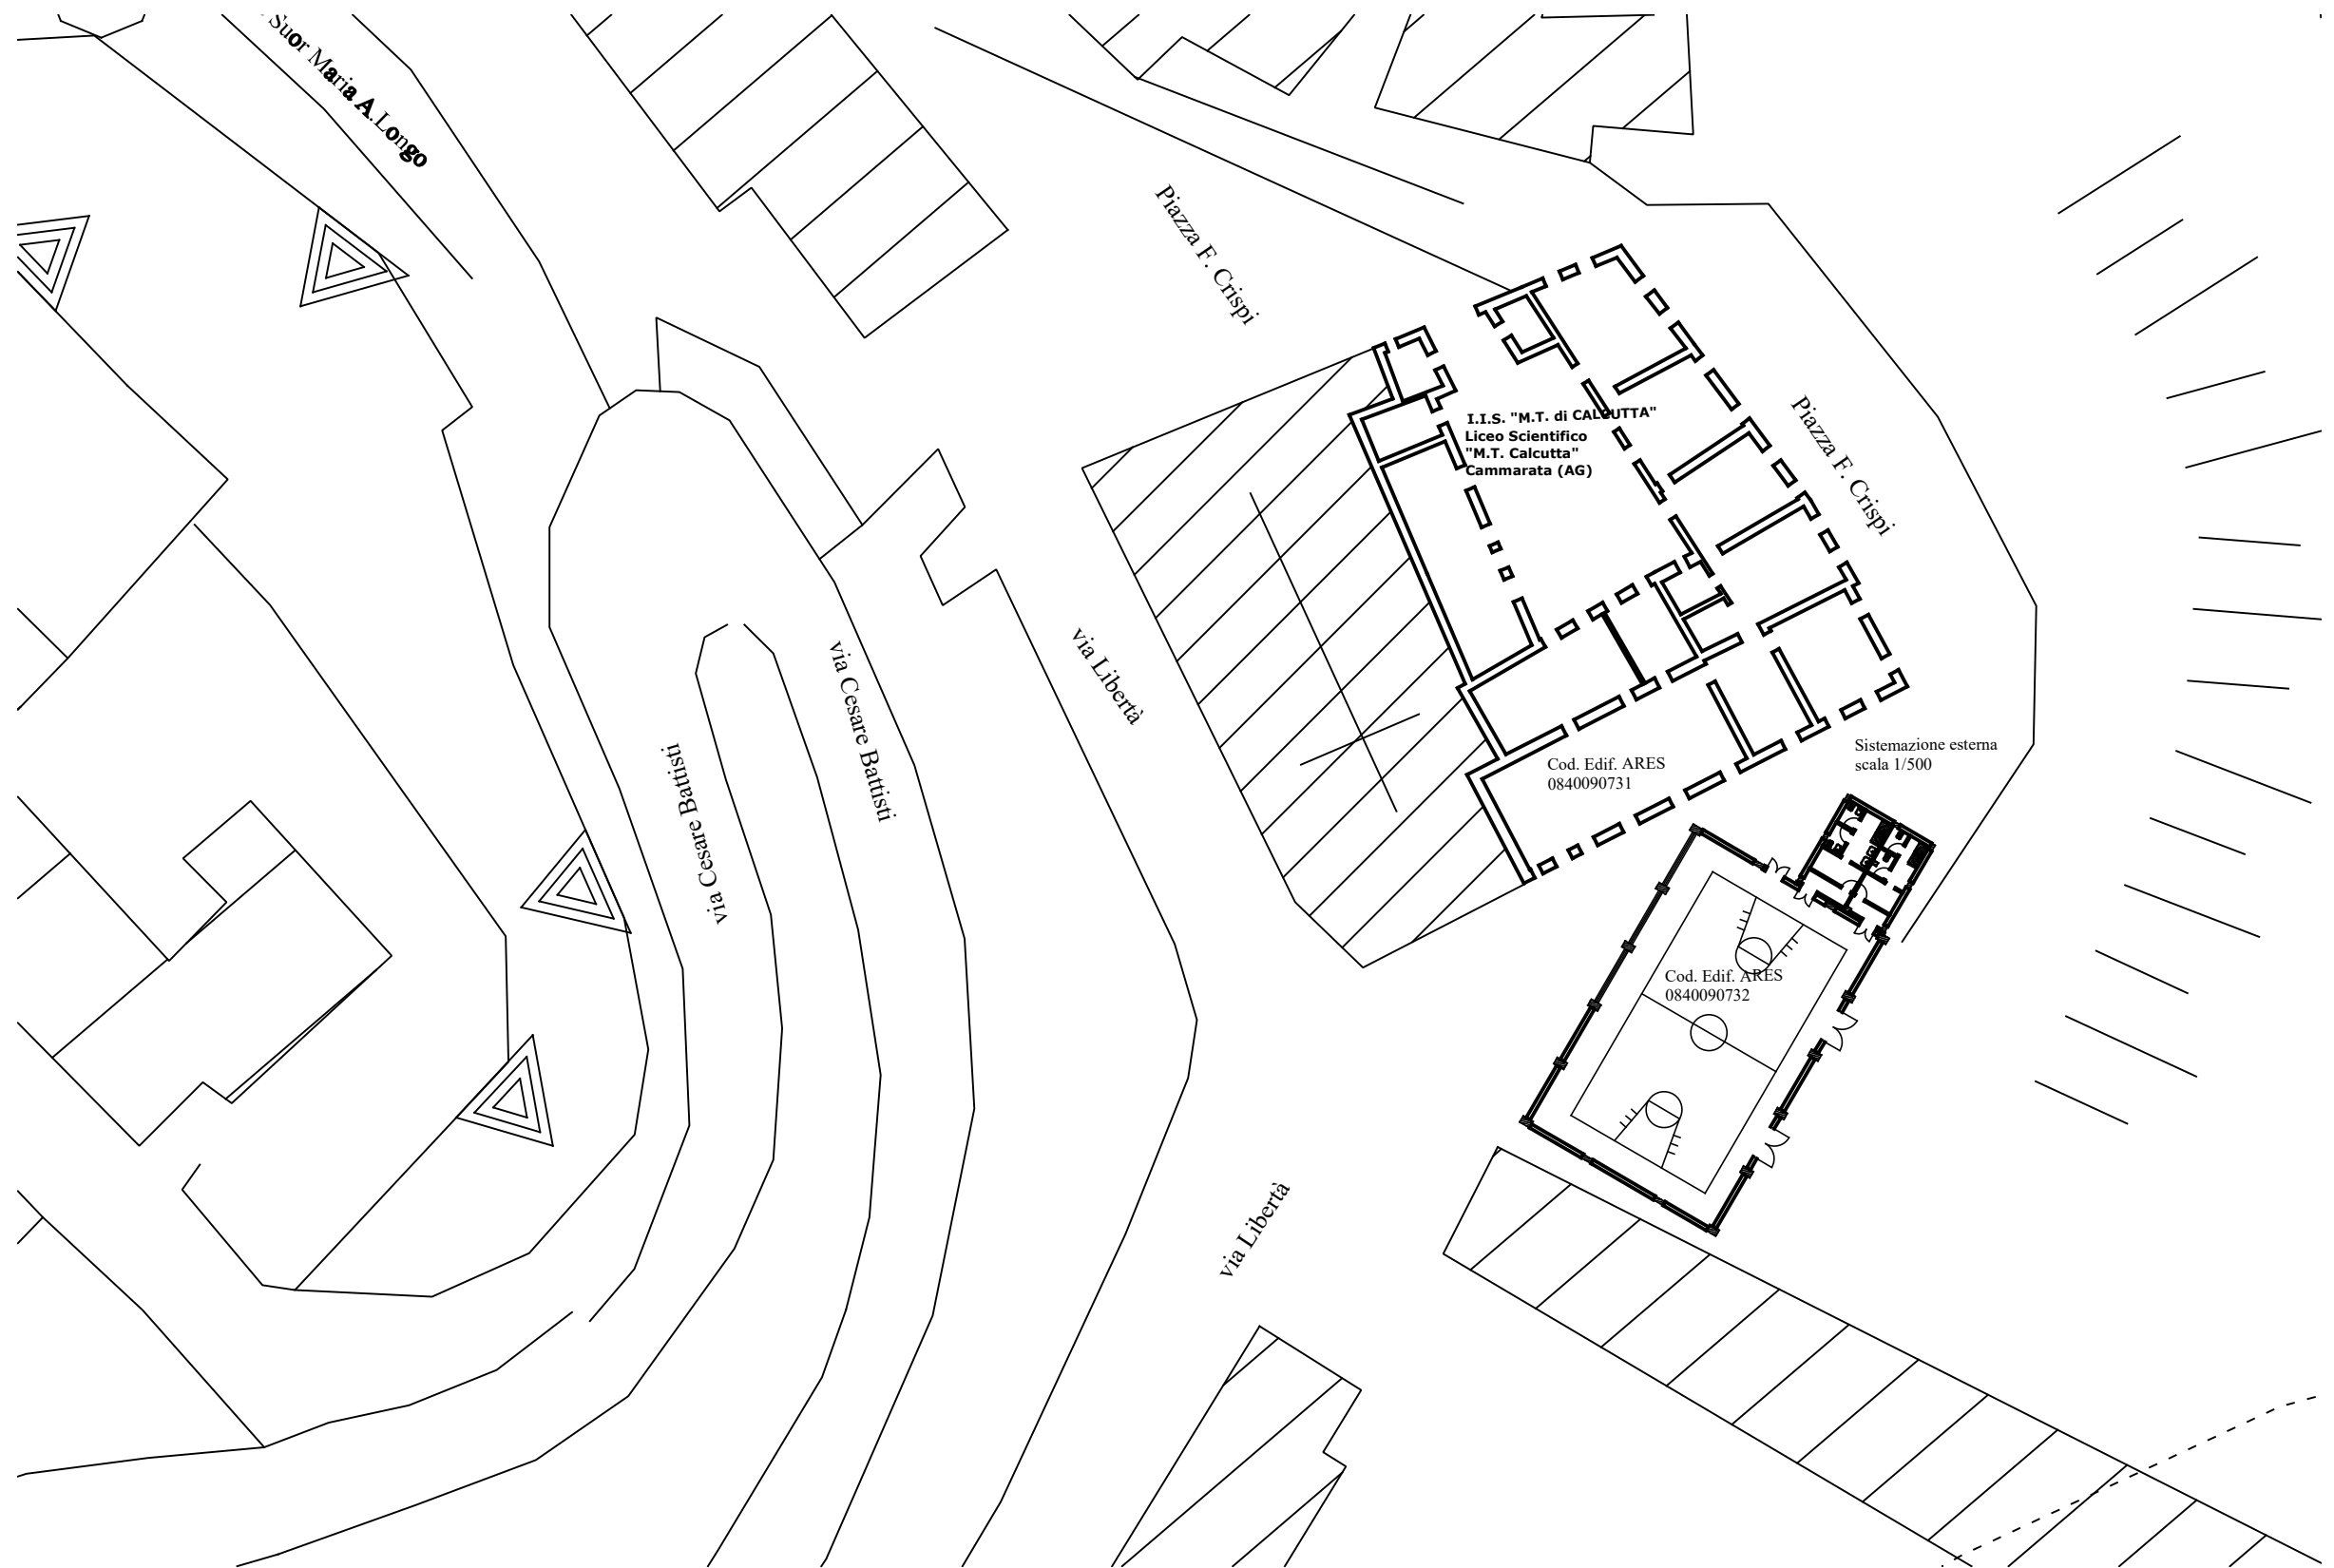 Suor Maria A.Longo
Piazza F. Crispi
I.I.S. "M.T. di CALCUTTA"
Liceo Scientifico
"M.T. Calcutta"
Cammarata (AG)
Piazza F. Crispi
via Libertà
via Cesare Battisti
via Cesare Battisti
Sistemazione esterna
scala 1/500
Cod. Edif. ARES
0840090731
Cod. Edif. ARES
0840090732
via Libertà